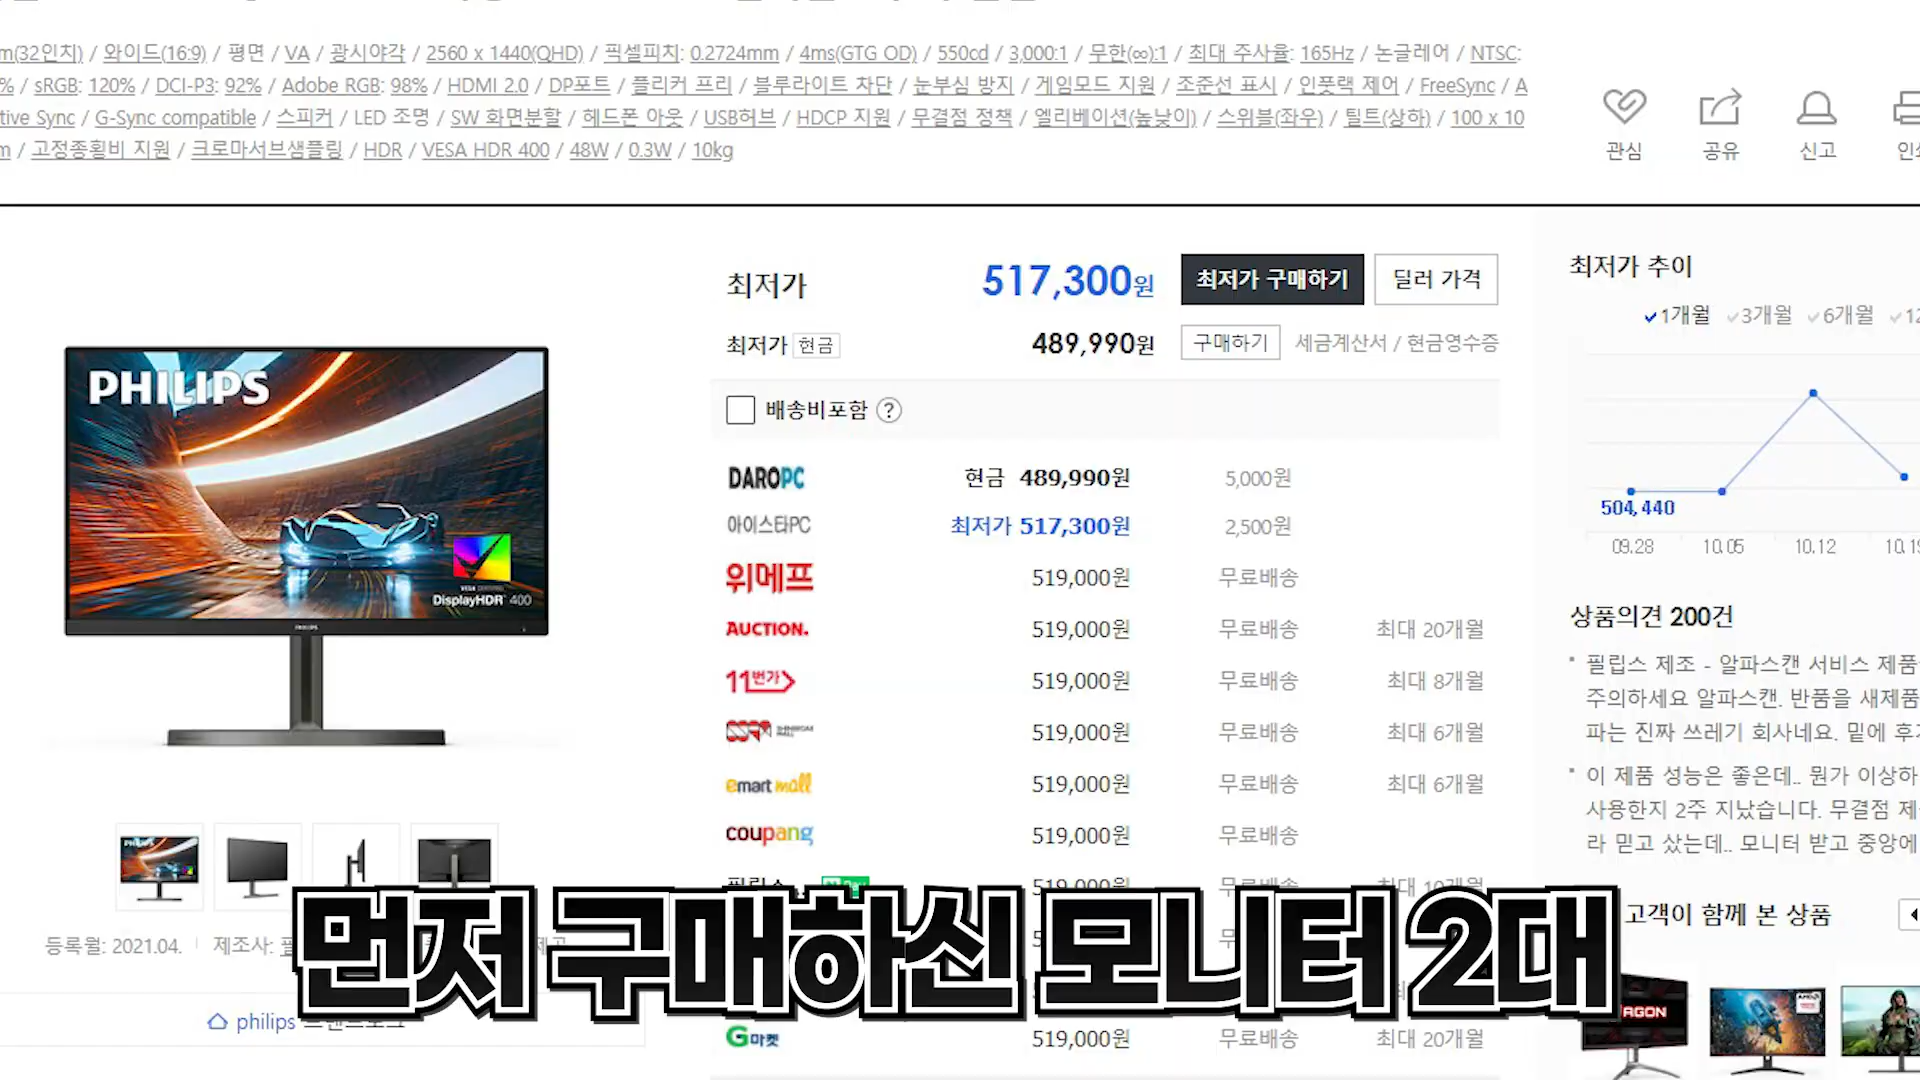 m(32인치) / 와이드(16:9) / 평면 / VA / 광시야각 / 2560 x 1440(QHD) / 픽셀피치: 0.2724mm / 4ms(GTG OD) / 550cd / 3,000:1 / 무한(∞):1 / 최대 주사율: 165Hz / 논글레어 / NTSC:
% / sRGB: 120% / DCI-P3: 92% / Adobe RGB: 98% / HDMI 2.0 / DP포트 / 플리커 프리 / 블루라이트 차단 / 눈부심 방지 / 게임모드 지원 / 조준선 표시 / 인풋랙 제어 / FreeSync / A
tive Sync / G-Sync compatible / 스피커 / LED 조명 / SW 화면분할 / 헤드폰 아웃 / USB허브 / HDCP 지원 / 무결점 정책 / 엘리베이션(높낮이) / 스위블(좌우) / 틸트(상하) / 100 x 10
m / 고정종횡비 지원 / 크로마서브샘플링 / HDR / VESA HDR 400 / 48W / 0.3W / 10kg
관심
공유
신고
최저가 517,300원 최저가 구매하기 딜러 가격
최저가 현금 489,990원 구매하기 세금계산서 / 현금영수증
배송비포함 ?
DAROPC 현금 489,990원 5,000원
아이스타PC 최저가 517,300원 2,500원
위메프 519,000원 무료배송
AUCTION. 519,000원 무료배송 최대 20개월
11번가 519,000원 무료배송 최대 8개월
519,000원 무료배송 최대 6개월
emart mall 519,000원 무료배송 최대 6개월
coupang 519,000원 무료배송
G마켓 519,000원 무료배송 최대 20개월
PHILIPS
DisplayHDR 400
PHILIPS
등록월: 2021.04.
제조사:
philips
최저가 추이
1개월 3개월 6개월
504,440
09.28 10.05 10.12 10.19
상품의견 200건
필립스 제조 - 알파스캔 서비스 제품
주의하세요 알파스캔. 반품을 새제품
파는 진짜 쓰레기 회사네요. 밑에 후
이 제품 성능은 좋은데.. 뭔가 이상하
사용한지 2주 지났습니다. 무결점 제
라 믿고 샀는데.. 모니터 받고 중앙에
고객이 함께 본 상품
먼저 구매하신 모니터 2대